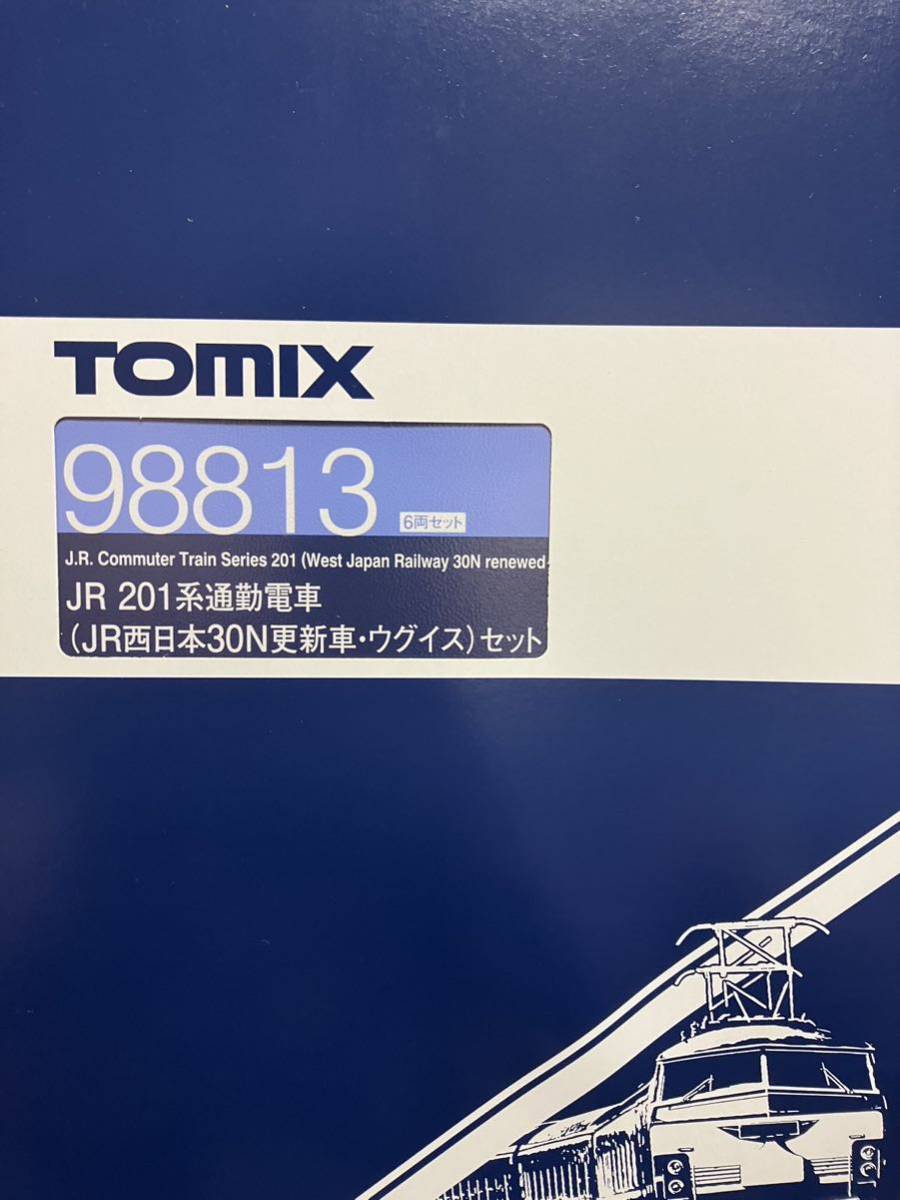 TOMIX
98813 6両セット
J.R. Commuter Train Series 201 (West Japan Railway 30N renewed
JR 201系通勤電車
(JR西日本30N更新車・ウグイス)セット